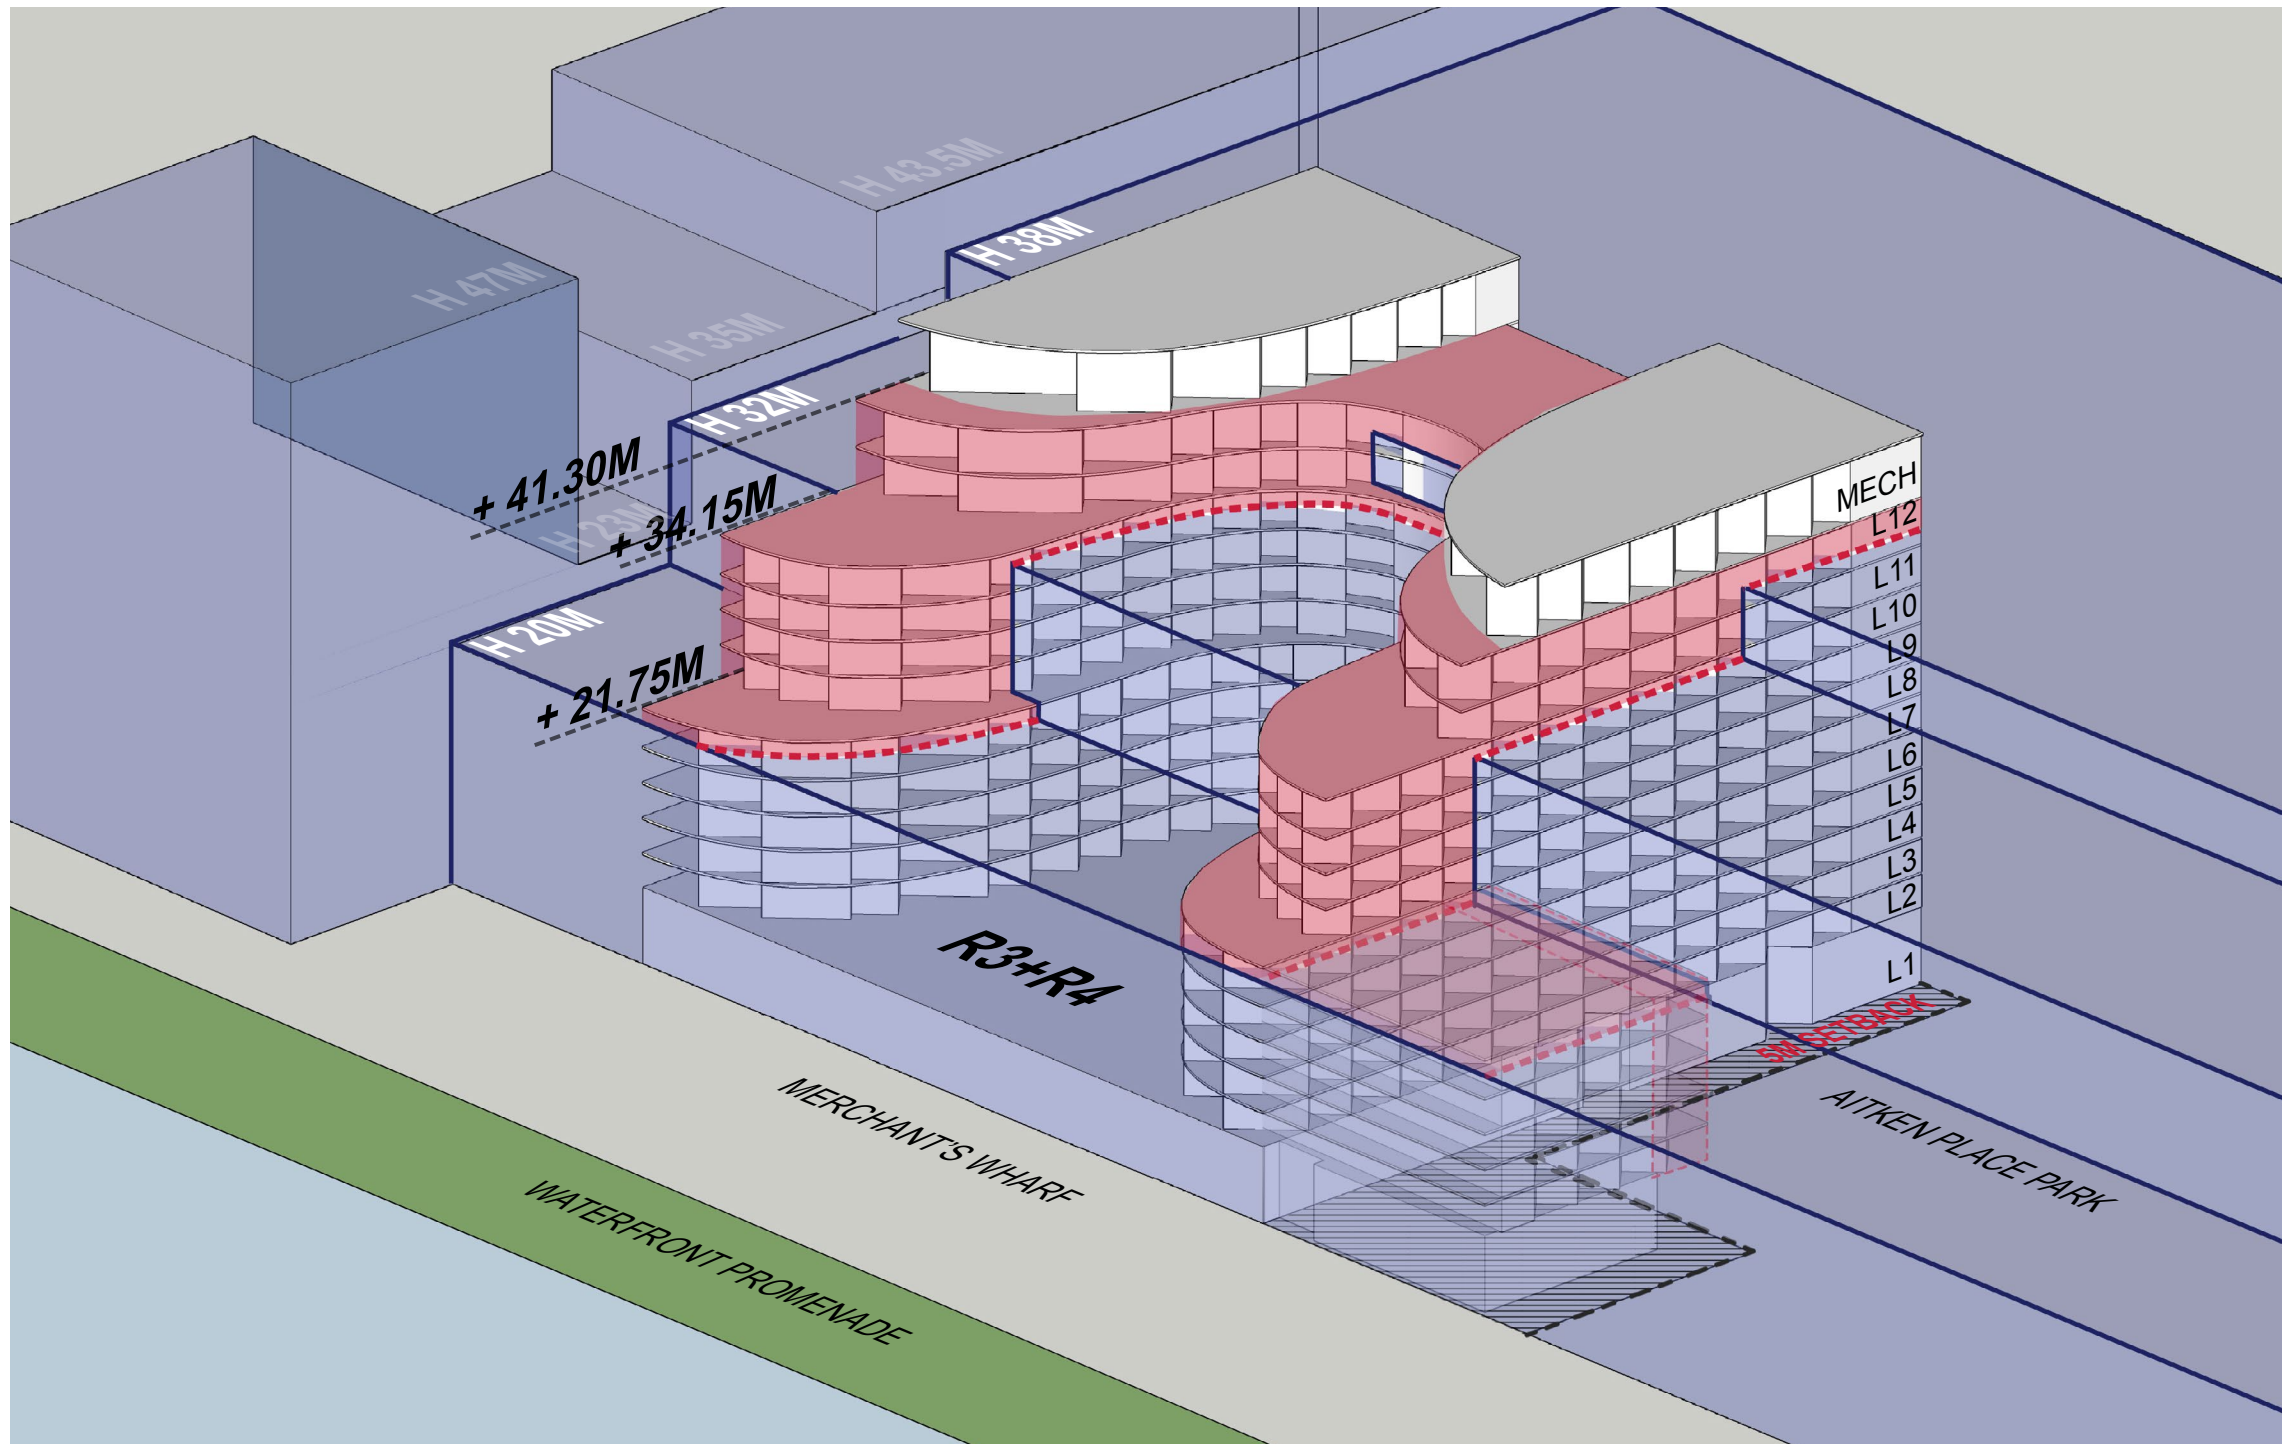 H 43.5M
H 38M
H 47M
H 35M
H 32M
+ 41.30M
+ 34.15M
H 23M
H 20M
+ 21.75M
MECH
L12
L11
L10
L9
L8
L7
L6
L5
L4
L3
L2
L1
R3+R4
5M SETBACK
AITKEN PLACE PARK
MERCHANT'S WHARF
WATERFRONT PROMENADE